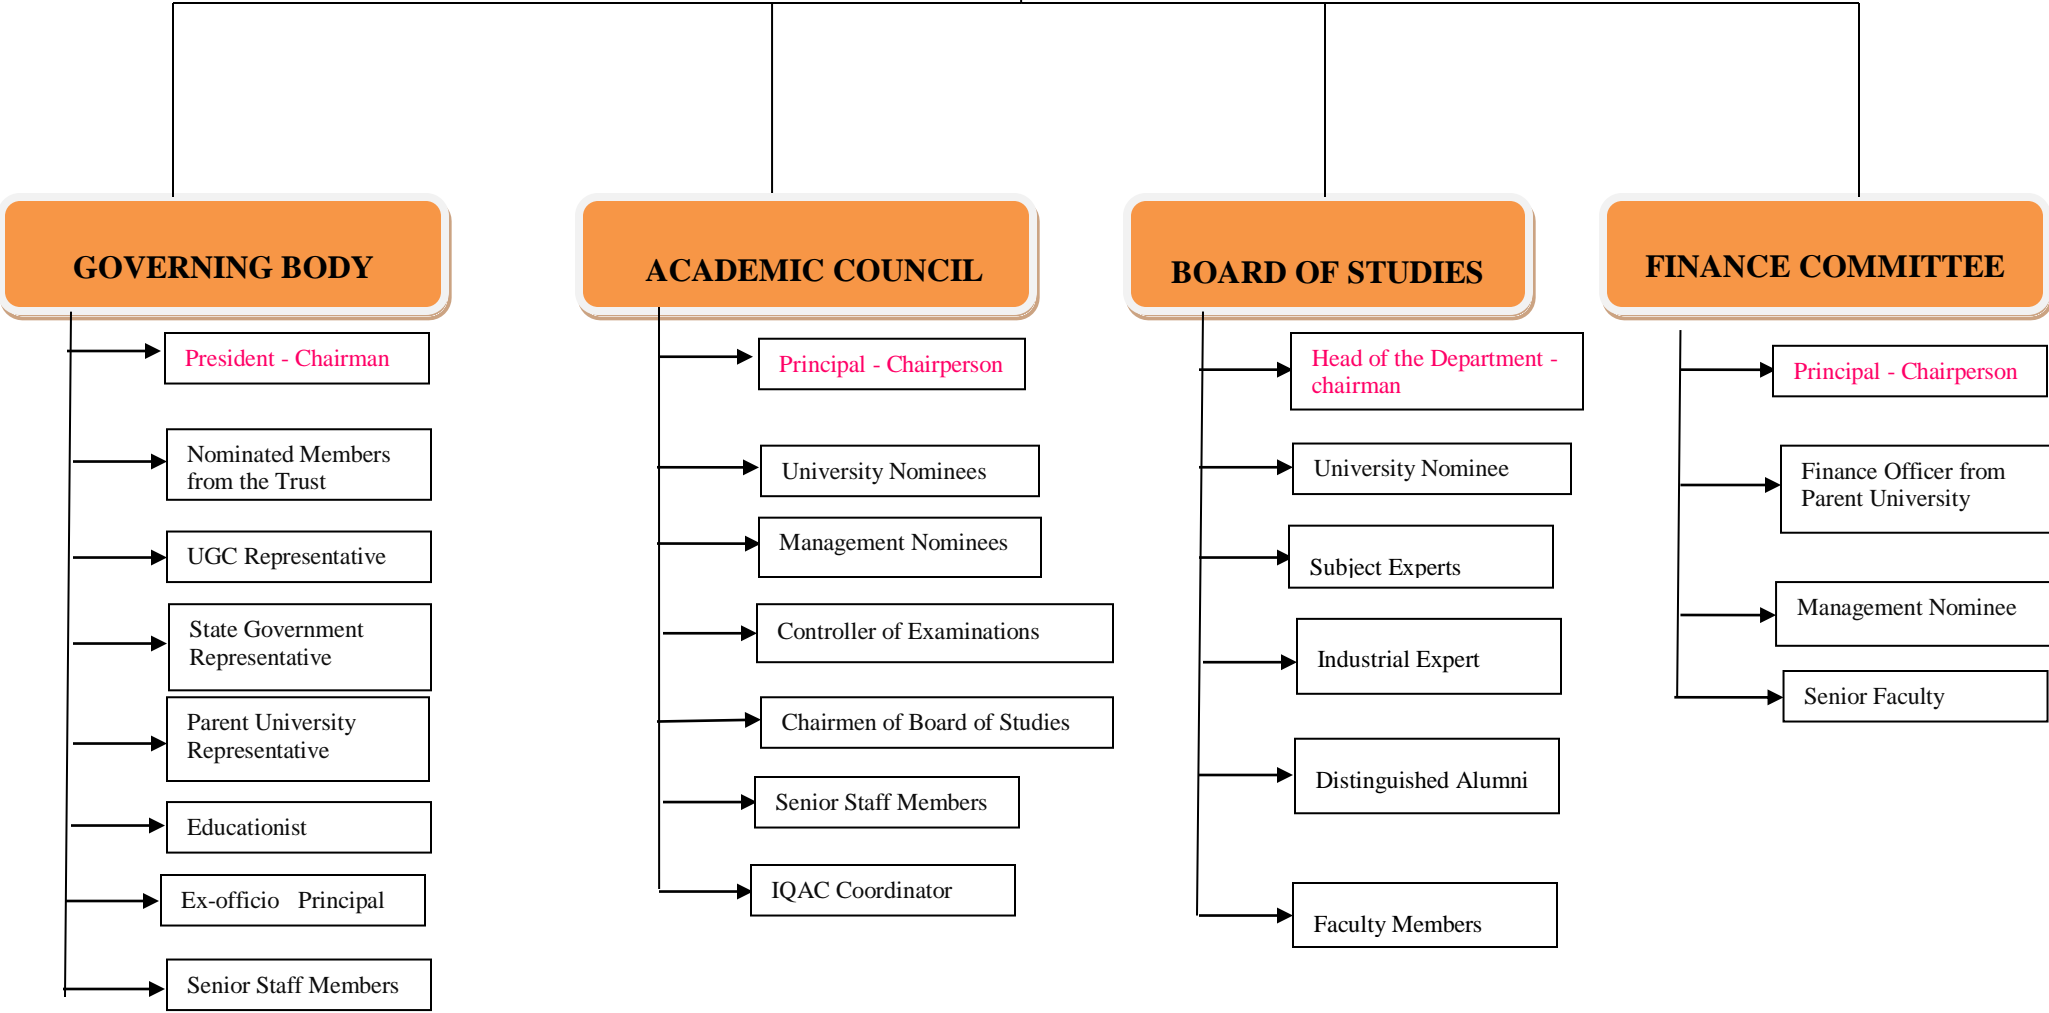 GOVERNING BODY
President - Chairman
Nominated Members
from the Trust
UGC Representative
State Government
Representative
Parent University
Representative
Educationist
Ex-officio Principal
Senior Staff Members
ACADEMIC COUNCIL
Principal - Chairperson
University Nominees
Management Nominees
Controller of Examinations
Chairmen of Board of Studies
Senior Staff Members
IQAC Coordinator
BOARD OF STUDIES
Head of the Department -
chairman
University Nominee
Subject Experts
Industrial Expert
Distinguished Alumni
Faculty Members
FINANCE COMMITTEE
Principal - Chairperson
Finance Officer from
Parent University
Management Nominee
Senior Faculty